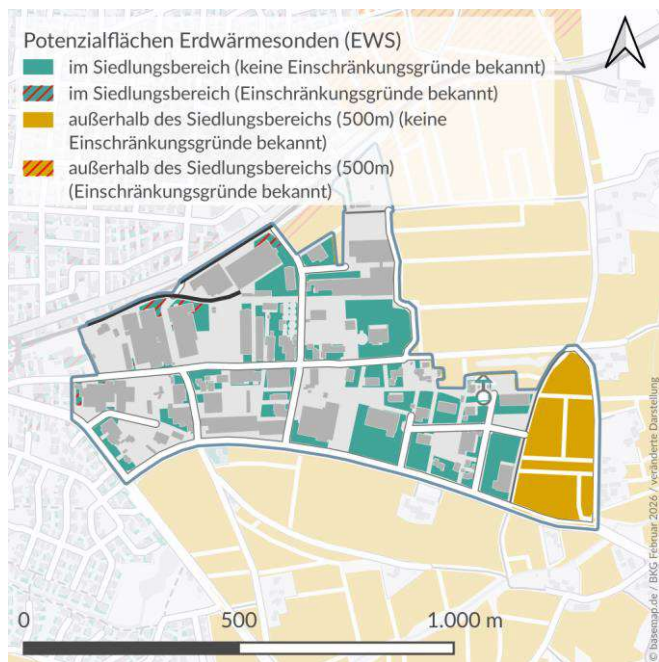 Potenzialflächen Erdwärmesonden (EWS)
im Siedlungsbereich (keine Einschränkungsgründe bekannt)
im Siedlungsbereich (Einschränkungsgründe bekannt)
außerhalb des Siedlungsbereichs (500m) (keine
Einschränkungsgründe bekannt)
außerhalb des Siedlungsbereichs (500m)
(Einschränkungsgründe bekannt)
© basemap.de / BKG Februar 2026 / veränderte Darstellung
0 500 1.000 m